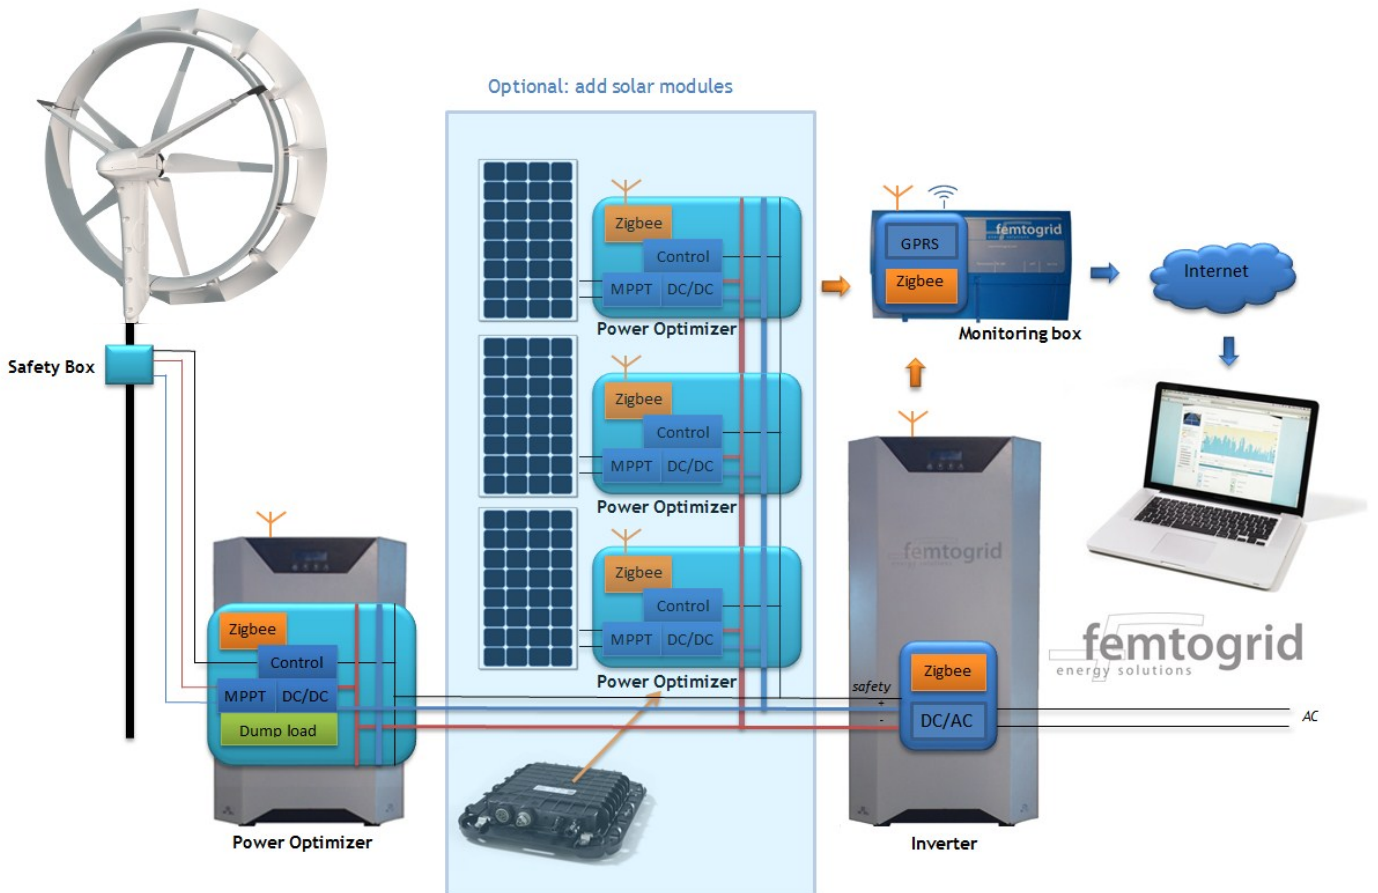 Optional: add solar modules
Zigbee
Control
MPPT DC/DC
Power Optimizer
Zigbee
Control
MPPT DC/DC
Power Optimizer
Zigbee
Control
MPPT DC/DC
Power Optimizer
GPRS
Zigbee
femtogrid
Monitoring box
Internet
Safety Box
Zigbee
Control
MPPT DC/DC
Dump load
Power Optimizer
femtogrid
energy solutions
safety
+
-
Zigbee
DC/AC
AC
Inverter
femtogrid
energy solutions